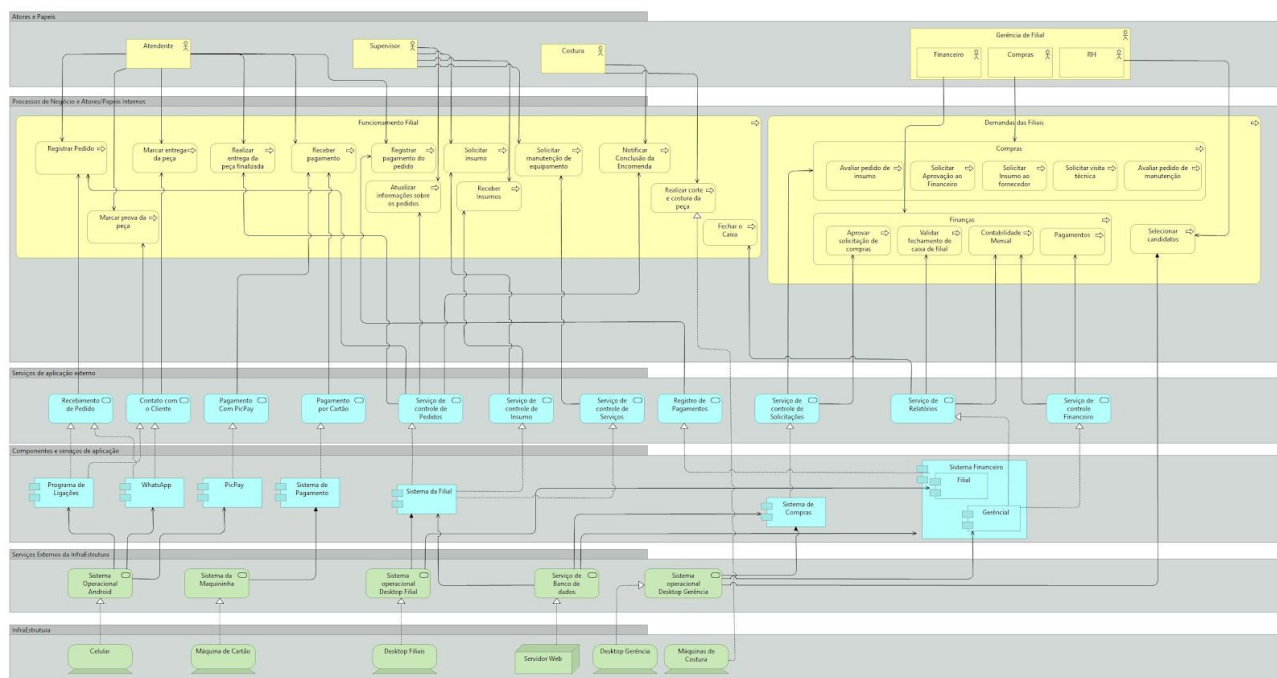 Atores e Papeis
Atendente
Supervisor
Costura
Gerência de Filial
Financeiro
Compras
RH
Processos de Negócio e Atores/Papeis Internos
Funcionamento Filial
Registrar Pedido
Marcar entrega
da peça
Realizar
entrega da
peça finalizada
Receber
pagamento
Registrar
pagamento do
pedido
Solicitar
insumo
Solicitar
manutenção de
equipamento
Notificar
Conclusão da
Encomenda
Atualizar
informações sobre
os pedidos
Receber
Insumos
Realizar corte
e costura da
peça
Marcar prova da
peça
Fechar o
Caixa
Demandas das Filiais
Compras
Avaliar pedido de
insumo
Solicitar
Aprovação ao
Financeiro
Solicitar
Insumo ao
fornecedor
Solicitar visita
técnica
Avaliar pedido de
manutenção
Finanças
Aprovar
solicitação de
compras
Validar
fechamento de
caixa de filial
Contabilidade
Mensal
Pagamentos
Selecionar
candidatos
Serviços de aplicação externo
Recebimento
de Pedido
Contato com
o Cliente
Pagamento
Com PicPay
Pagamento
por Cartão
Serviço de
controle de
Pedidos
Serviço de
controle de
Insumo
Serviço de
controle de
Serviços
Registro de
Pagamentos
Serviço de
controle de
Solicitações
Serviço de
Relatórios
Serviço de
controle
Financeiro
Componentes e serviços de aplicação
Programa de
Ligações
WhatsApp
PicPay
Sistema de
Pagamento
Sistema da Filial
Sistema de
Compras
Sistema Financeiro
Filial
Gerêncial
Serviços Externos da InfraEstrutura
Sistema
Operacional
Android
Sistema da
Maquininha
Sistema
operacional
Desktop Filial
Serviço de
Banco de
dados
Sistema
operacional
Desktop Gerência
InfraEstrutura
Celular
Máquina de Cartão
Desktop Filiais
Servidor Web
Desktop Gerência
Máquinas de
Costura